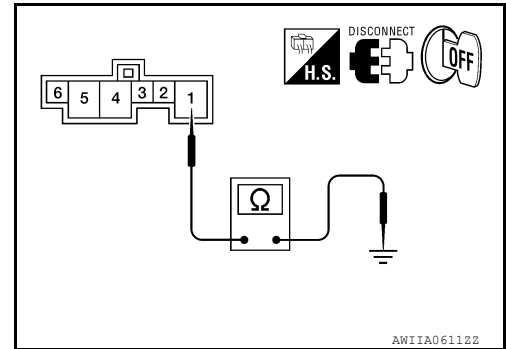 DISCONNECT
H.S.
OFF
6 5 4 3 2 1
Ω
AWIIA0611ZZ